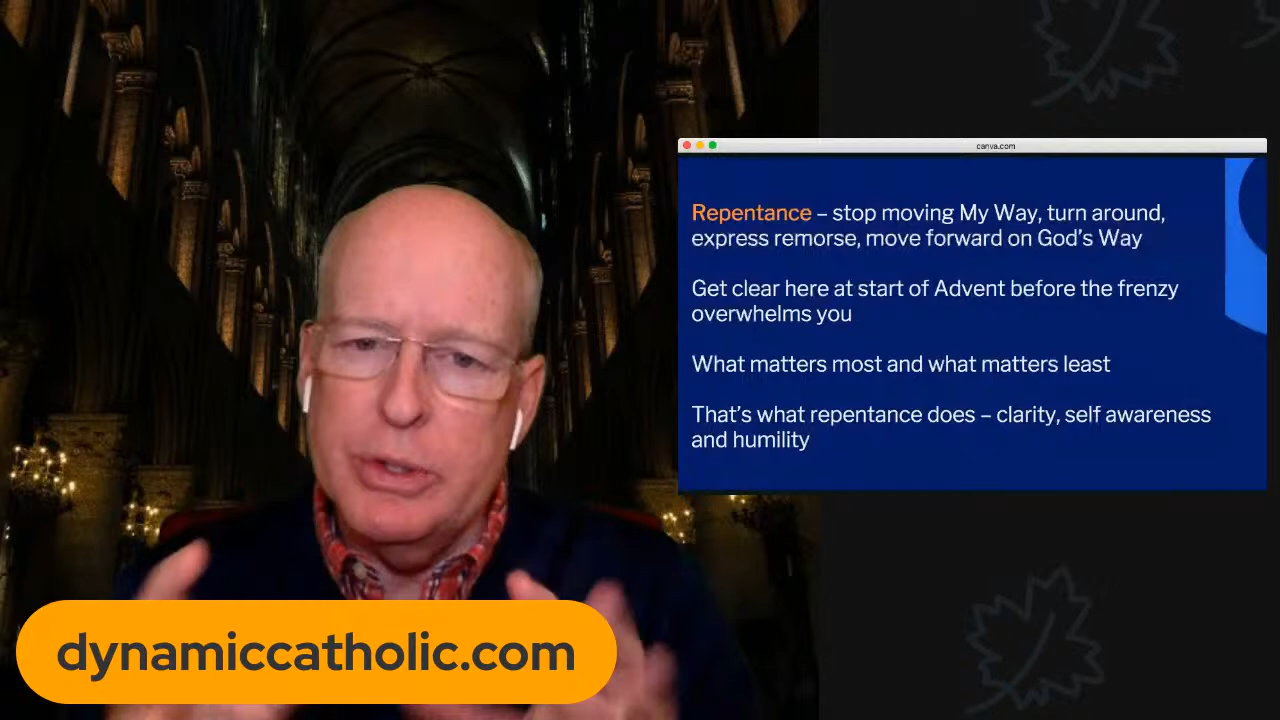 canva.com
Repentance – stop moving My Way, turn around,
express remorse, move forward on God's Way
Get clear here at start of Advent before the frenzy
overwhelms you
What matters most and what matters least
That's what repentance does – clarity, self awareness
and humility
dynamiccatholic.com